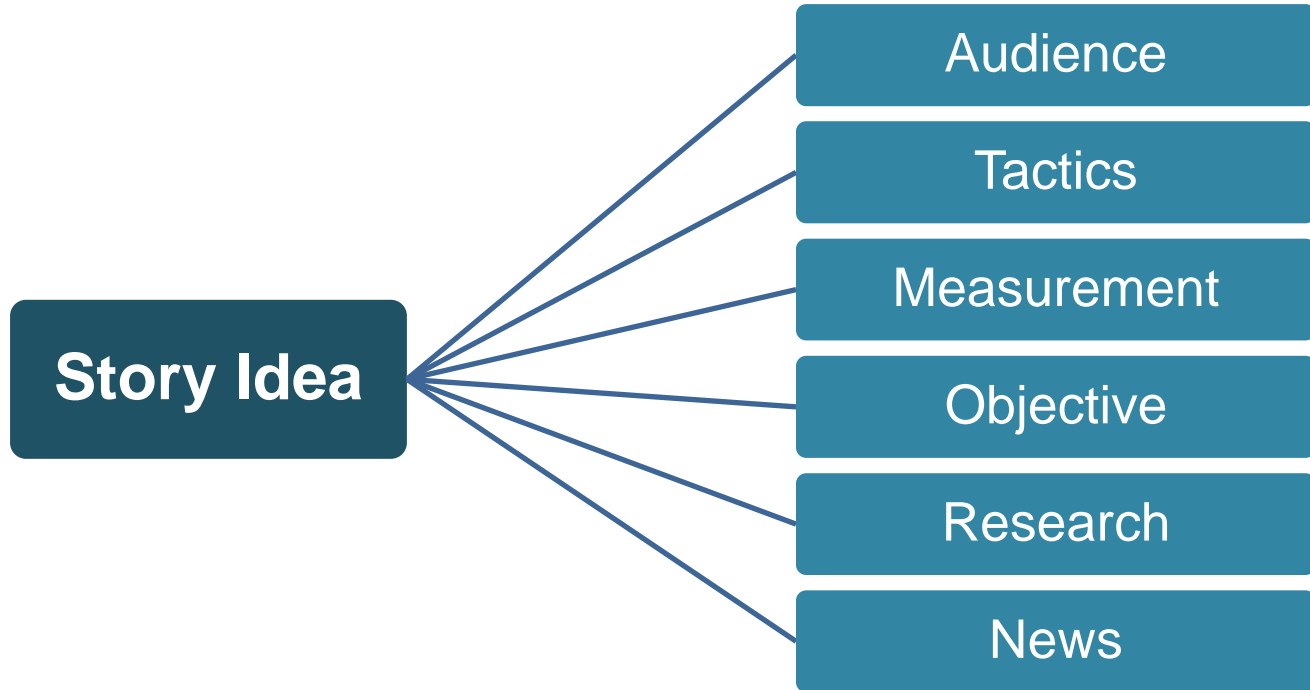 Story Idea
Audience
Tactics
Measurement
Objective
Research
News